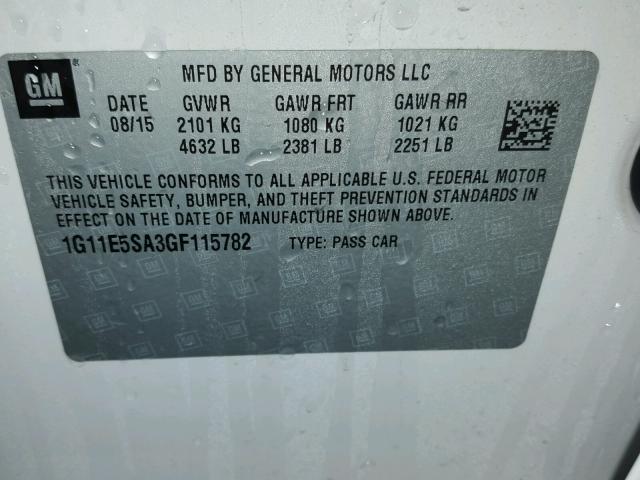 GM
MFD BY GENERAL MOTORS LLC
DATE GVWR GAWR FRT GAWR RR
08/15 2101 KG 1080 KG 1021 KG
4632 LB 2381 LB 2251 LB
THIS VEHICLE CONFORMS TO ALL APPLICABLE U.S. FEDERAL MOTOR
VEHICLE SAFETY, BUMPER, AND THEFT PREVENTION STANDARDS IN
EFFECT ON THE DATE OF MANUFACTURE SHOWN ABOVE.
1G11E5SA3GF115782 TYPE: PASS CAR